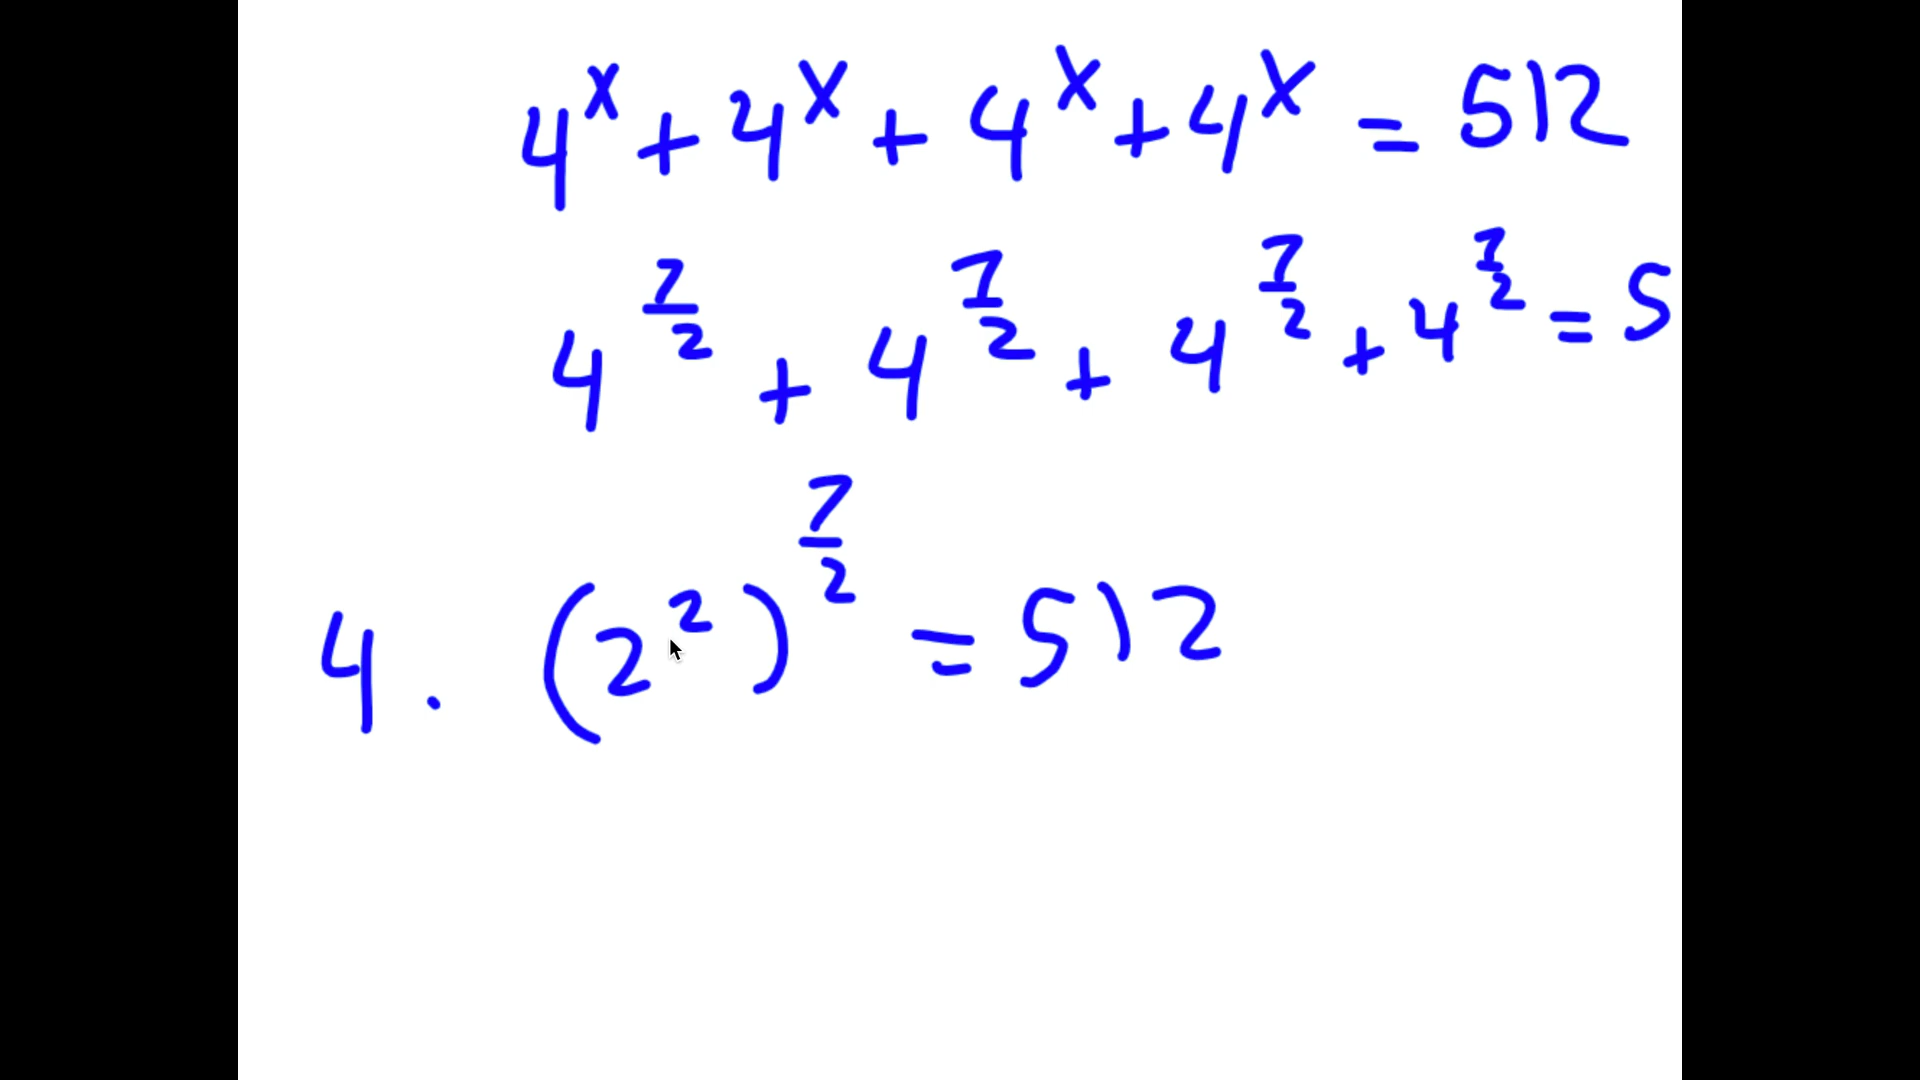 4^x + 4^x + 4^x + 4^x = 512
4^(7/2) + 4^(7/2) + 4^(7/2) + 4^(7/2) = 5
4 . (2^2)^(7/2) = 512